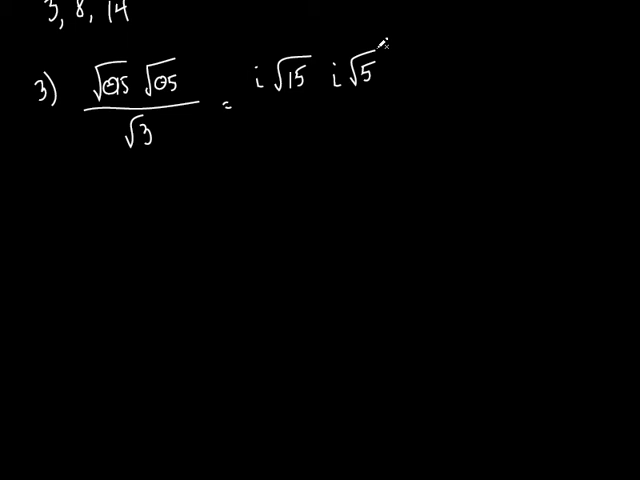 3, 8, 14
3) √-15 √-5 / √3 = i √15 i √5